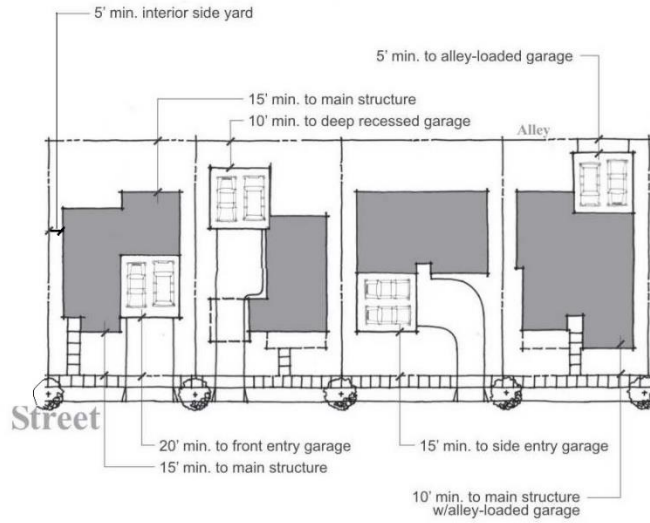 5' min. interior side yard
5' min. to alley-loaded garage
15' min. to main structure
10' min. to deep recessed garage
Alley
Street
20' min. to front entry garage
15' min. to main structure
15' min. to side entry garage
10' min. to main structure
w/alley-loaded garage